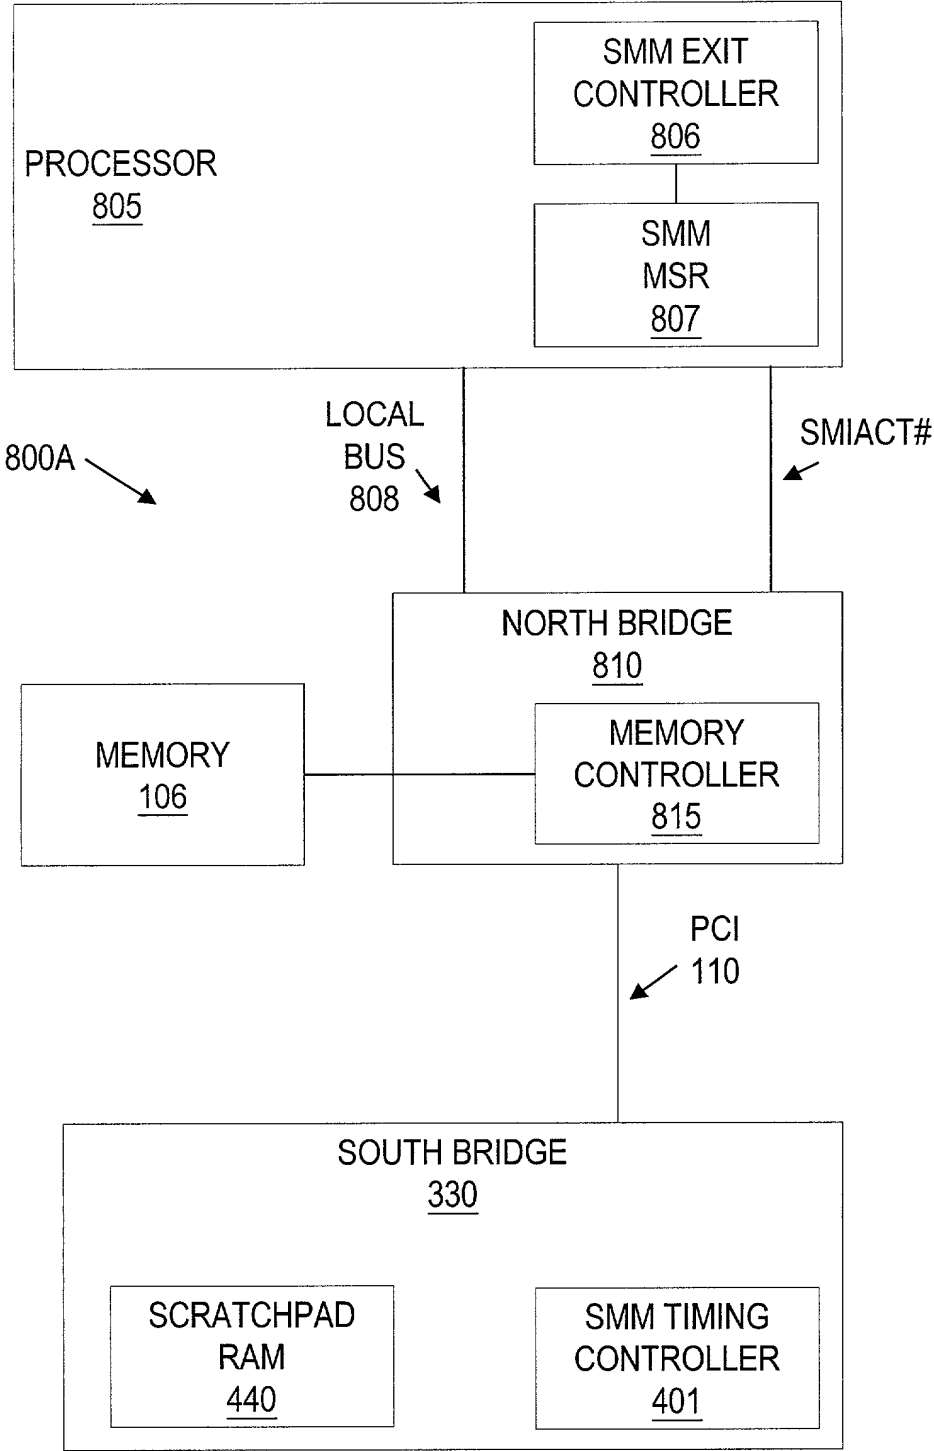 SMM EXIT
CONTROLLER
806
PROCESSOR
805
SMM
MSR
807
LOCAL
BUS
808
SMIACT#
800A
NORTH BRIDGE
810
MEMORY
106
MEMORY
CONTROLLER
815
PCI
110
SOUTH BRIDGE
330
SCRATCHPAD
RAM
440
SMM TIMING
CONTROLLER
401